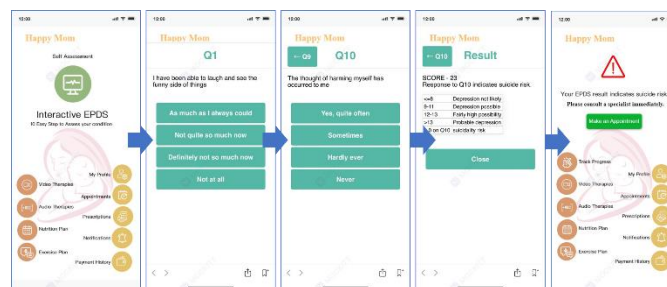 12:00
Happy Mom
Self Assessment
Interactive EPDS
10 Easy Step to Assess your condition
My Profile
Video Therapies
Appointments
Audio Therapies
Prescriptions
Nutrition Plan
Notifications
Exercise Plan
Payment History
12:00
Happy Mom
Q1
I have been able to laugh and see the
funny side of things
As much as I always could
Not quite so much now
Definitely not so much now
Not at all
12:00
Happy Mom
← Q9
Q10
The thought of harming myself has
occurred to me
Yes, quite often
Sometimes
Hardly ever
Never
12:00
Happy Mom
← Q10
Result
SCORE - 23
Response to Q10 indicates suicide risk
Depression not likely
9-11 Depression possible
12-13 Fairly high possibility
>13 Probable depression
on Q10 suicidality risk
Close
12:00
Happy Mom
Your EPDS result indicates suicide risk
Please consult a specialist immediately.
Make an Appointment
Track Progress
My Profile
Video Therapies
Appointments
Audio Therapies
Prescriptions
Nutrition Plan
Notifications
Exercise Plan
Payment History